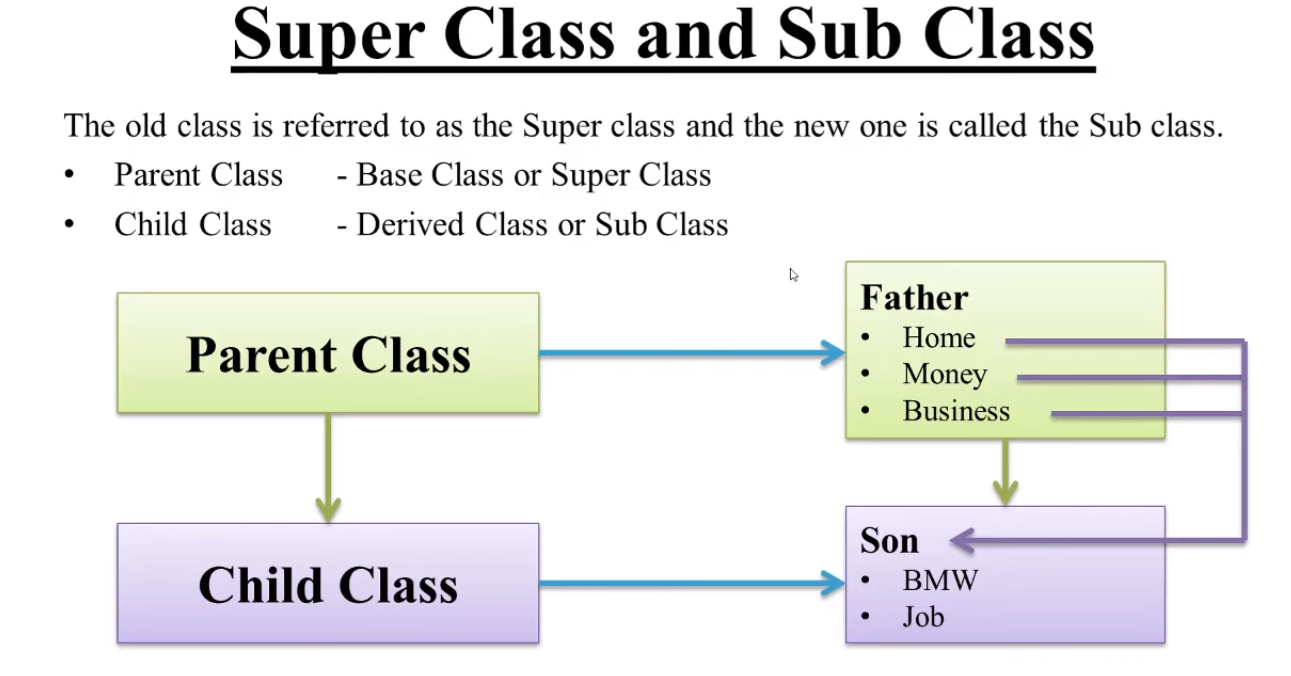 Super Class and Sub Class
The old class is referred to as the Super class and the new one is called the Sub class.
• Parent Class - Base Class or Super Class
• Child Class - Derived Class or Sub Class
Parent Class
Father
• Home
• Money
• Business
Child Class
Son
• BMW
• Job